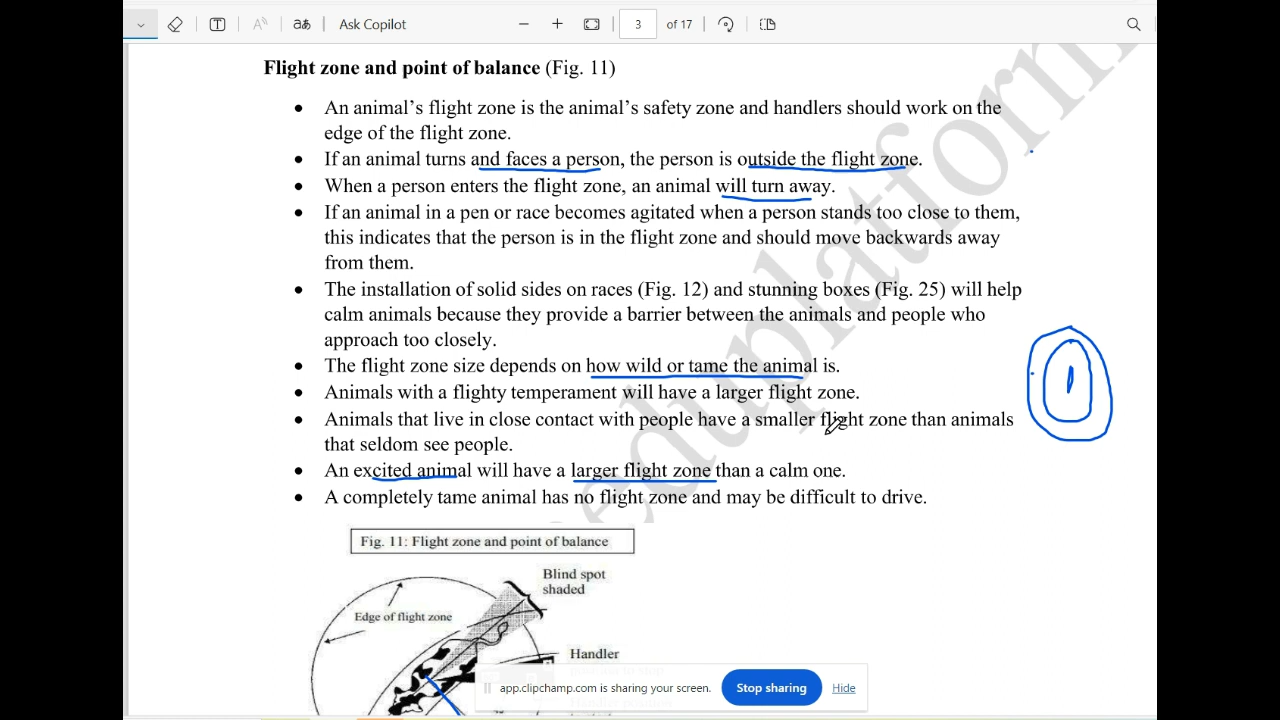 Ask Copilot
3 of 17
Flight zone and point of balance (Fig. 11)
• An animal's flight zone is the animal's safety zone and handlers should work on the
edge of the flight zone.
• If an animal turns and faces a person, the person is outside the flight zone.
• When a person enters the flight zone, an animal will turn away.
• If an animal in a pen or race becomes agitated when a person stands too close to them,
this indicates that the person is in the flight zone and should move backwards away
from them.
• The installation of solid sides on races (Fig. 12) and stunning boxes (Fig. 25) will help
calm animals because they provide a barrier between the animals and people who
approach too closely.
• The flight zone size depends on how wild or tame the animal is.
• Animals with a flighty temperament will have a larger flight zone.
• Animals that live in close contact with people have a smaller flight zone than animals
that seldom see people.
• An excited animal will have a larger flight zone than a calm one.
• A completely tame animal has no flight zone and may be difficult to drive.
eduplatform
Fig. 11: Flight zone and point of balance
Blind spot
shaded
Edge of flight zone
Handler
app.clipchamp.com is sharing your screen.
Stop sharing
Hide